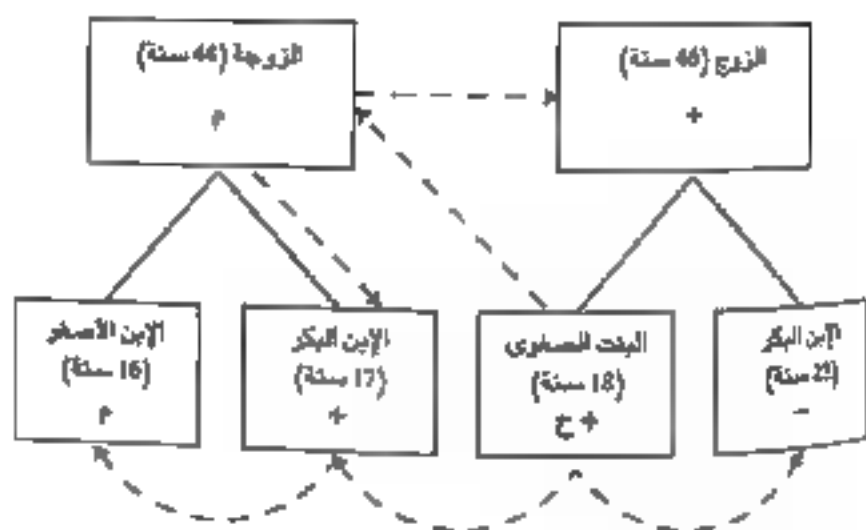 الزوج (46 سنة)
+
الزوجة (44 سنة)
م
الإبن البكر
(22 سنة)
-
البنت الصغرى
(18 سنة)
+ خ
الإبن البكر
(17 سنة)
+
الإبن الأصغر
(16 سنة)
م